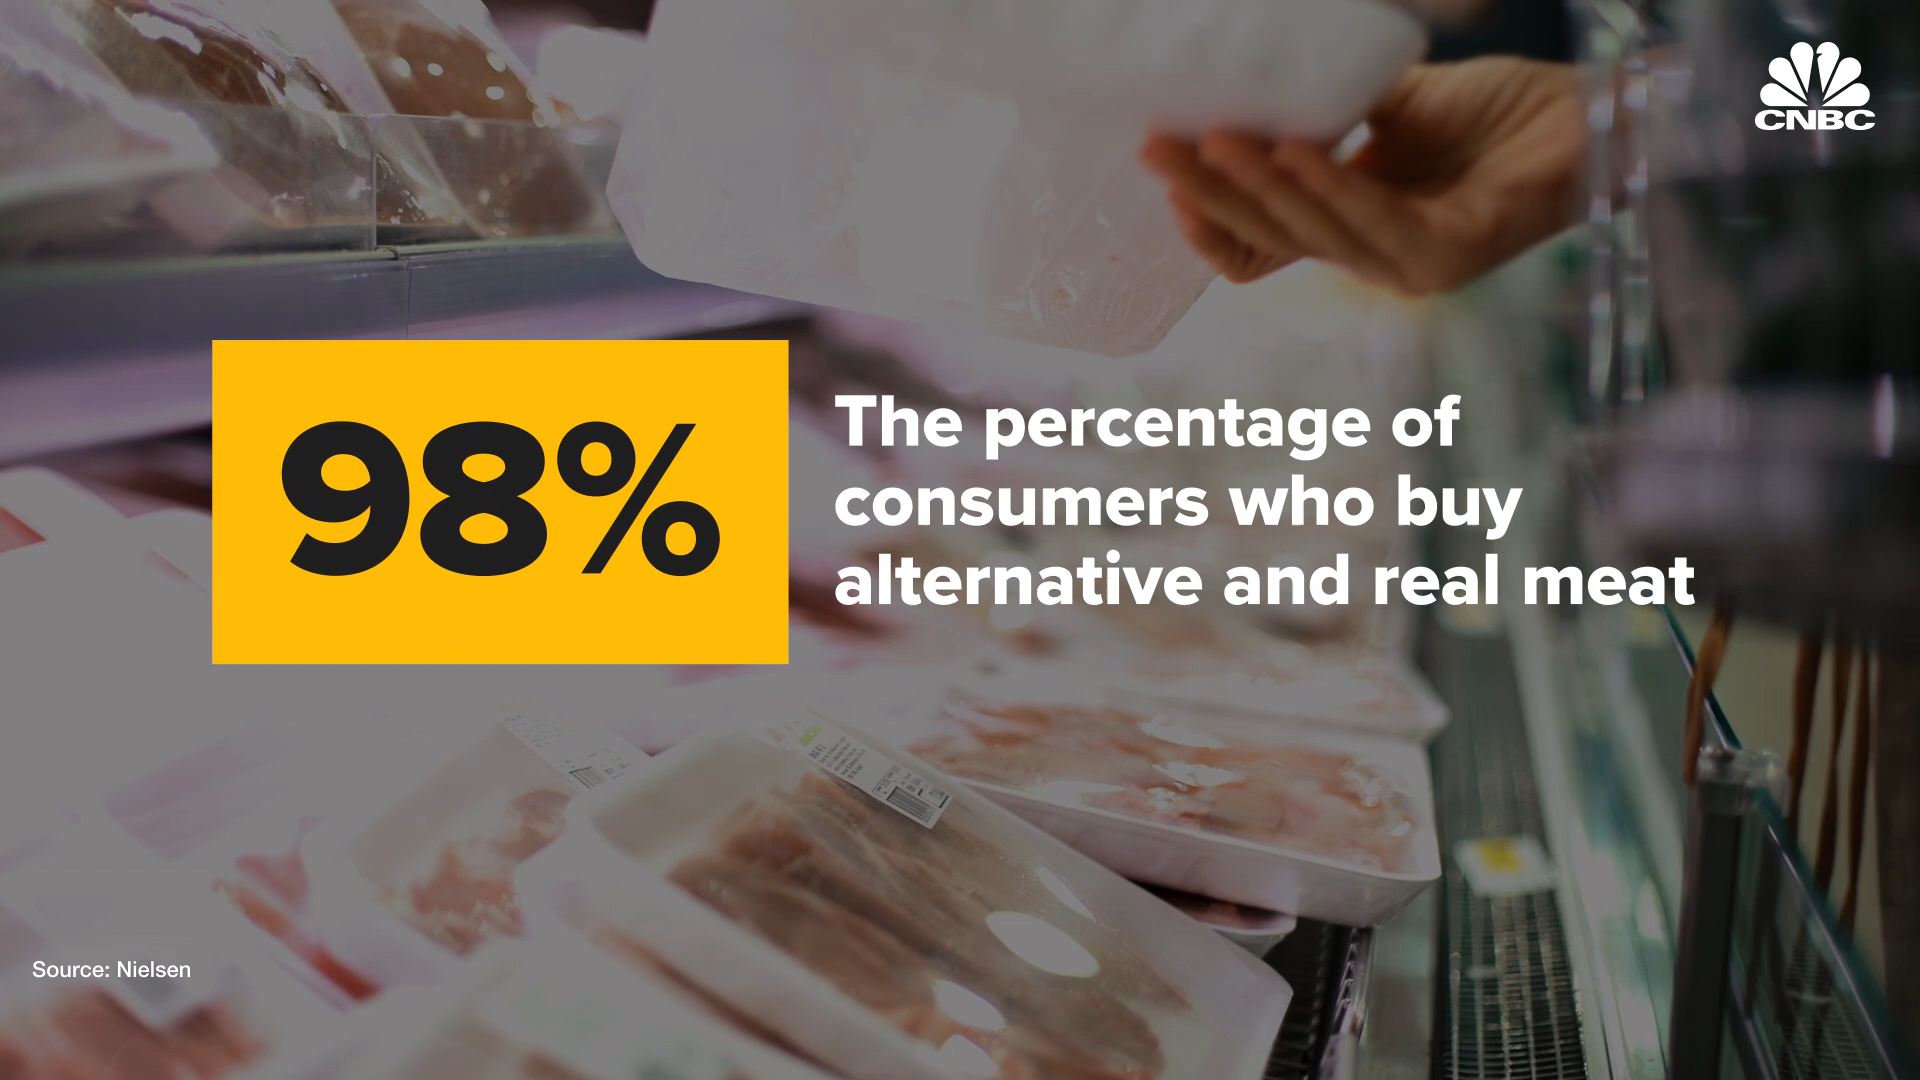 CNBC
98%
The percentage of
consumers who buy
alternative and real meat
Source: Nielsen